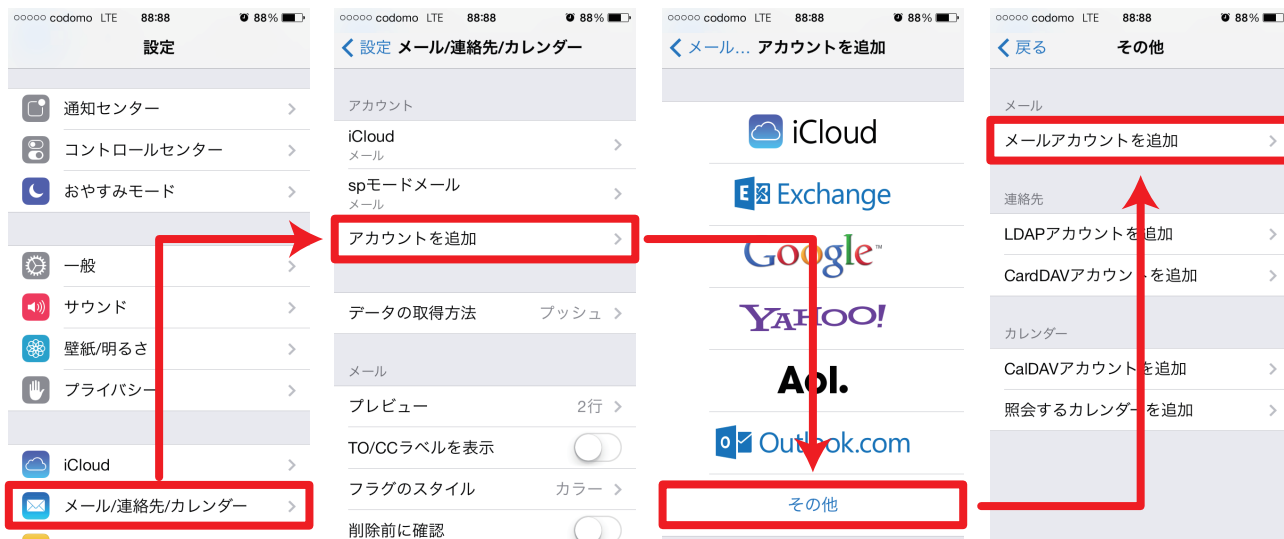 ooooo codomo LTE 88:88 88%
設定
通知センター
コントロールセンター
おやすみモード
一般
サウンド
壁紙/明るさ
プライバシー
iCloud
メール/連絡先/カレンダー
ooooo codomo LTE 88:88 88%
設定 メール/連絡先/カレンダー
アカウント
iCloud
メール
spモードメール
メール
アカウントを追加
データの取得方法 プッシュ
メール
プレビュー 2行
TO/CCラベルを表示
フラグのスタイル カラー
削除前に確認
ooooo codomo LTE 88:88 88%
メール... アカウントを追加
iCloud
Exchange
Google™
YAHOO!
Aol.
Outlook.com
その他
ooooo codomo LTE 88:88 88%
戻る その他
メール
メールアカウントを追加
連絡先
LDAPアカウントを追加
CardDAVアカウントを追加
カレンダー
CalDAVアカウントを追加
照会するカレンダーを追加